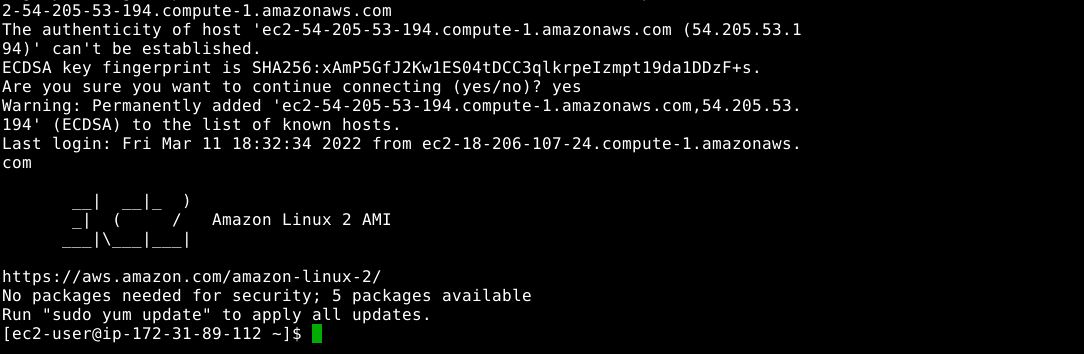 2-54-205-53-194.compute-1.amazonaws.com
The authenticity of host 'ec2-54-205-53-194.compute-1.amazonaws.com (54.205.53.1
94)' can't be established.
ECDSA key fingerprint is SHA256:xAmP5GfJ2Kw1ES04tDCC3qlkrpeIzmpt19da1DDzF+s.
Are you sure you want to continue connecting (yes/no)? yes
Warning: Permanently added 'ec2-54-205-53-194.compute-1.amazonaws.com,54.205.53.
194' (ECDSA) to the list of known hosts.
Last login: Fri Mar 11 18:32:34 2022 from ec2-18-206-107-24.compute-1.amazonaws.
com
       __|  __|_  )
       _|  (     /   Amazon Linux 2 AMI
      ___|\___|___|
https://aws.amazon.com/amazon-linux-2/
No packages needed for security; 5 packages available
Run "sudo yum update" to apply all updates.
[ec2-user@ip-172-31-89-112 ~]$